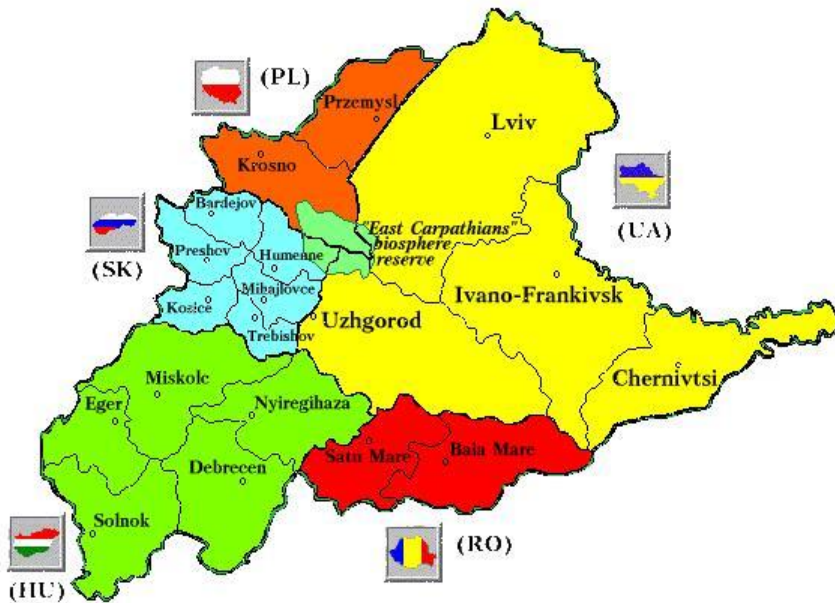 (PL)
Przemysl
Lviv
Krosno
(UA)
Bardejov
"East Carpathians"
biosphere
reserve
Preshev
(SK)
Humenne
Mihajlovce
Kozice
Trebishov
Uzhgorod
Ivano-Frankivsk
Chernivtsi
Miskolc
Nyiregihaza
Eger
Satu Mare
Baia Mare
Debrecen
Solnok
(RO)
(HU)